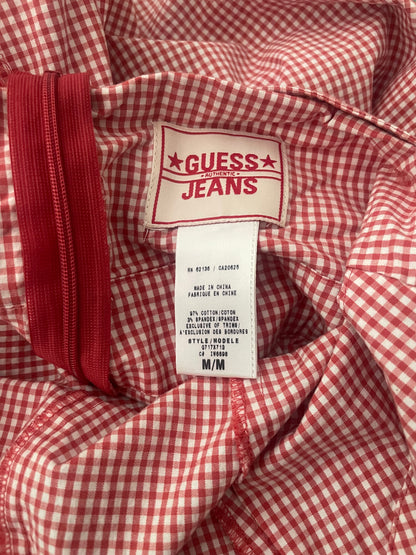 ★GUESS★
AUTHENTIC
JEANS
RN 62136 / CA20625
MADE IN CHINA
FABRIQUE EN CHINE
97% COTTON/COTON
3% SPANDEX/SPANDEX
EXCLUSIVE OF TRIMS/
A'EXCLUSION DES BORDURES
STYLE/MODELE
C# IW6698
M/M